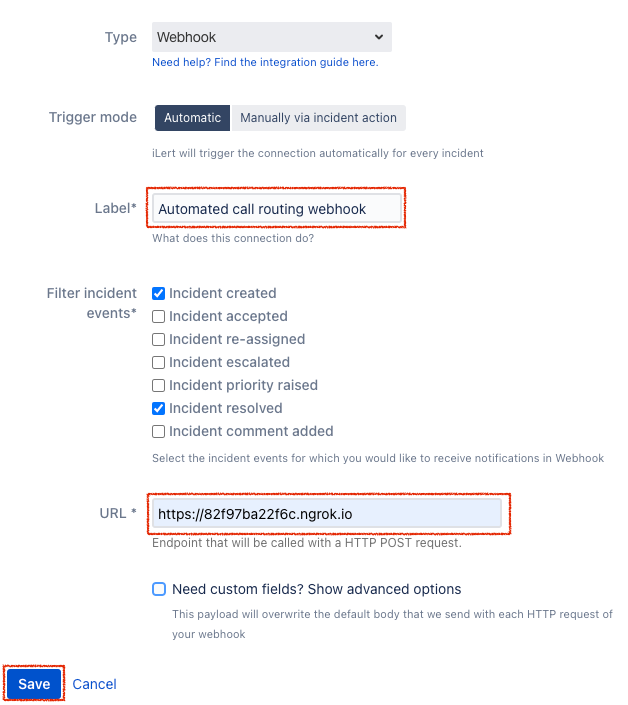 Type
Webhook
Need help? Find the integration guide here.
Trigger mode
Automatic
Manually via incident action
iLert will trigger the connection automatically for every incident
Label*
Automated call routing webhook
What does this connection do?
Filter incident
events*
Incident created
Incident accepted
Incident re-assigned
Incident escalated
Incident priority raised
Incident resolved
Incident comment added
Select the incident events for which you would like to receive notifications in Webhook
URL *
https://82f97ba22f6c.ngrok.io
Endpoint that will be called with a HTTP POST request.
Need custom fields? Show advanced options
This payload will overwrite the default body that we send with each HTTP request of
your webhook
Save
Cancel